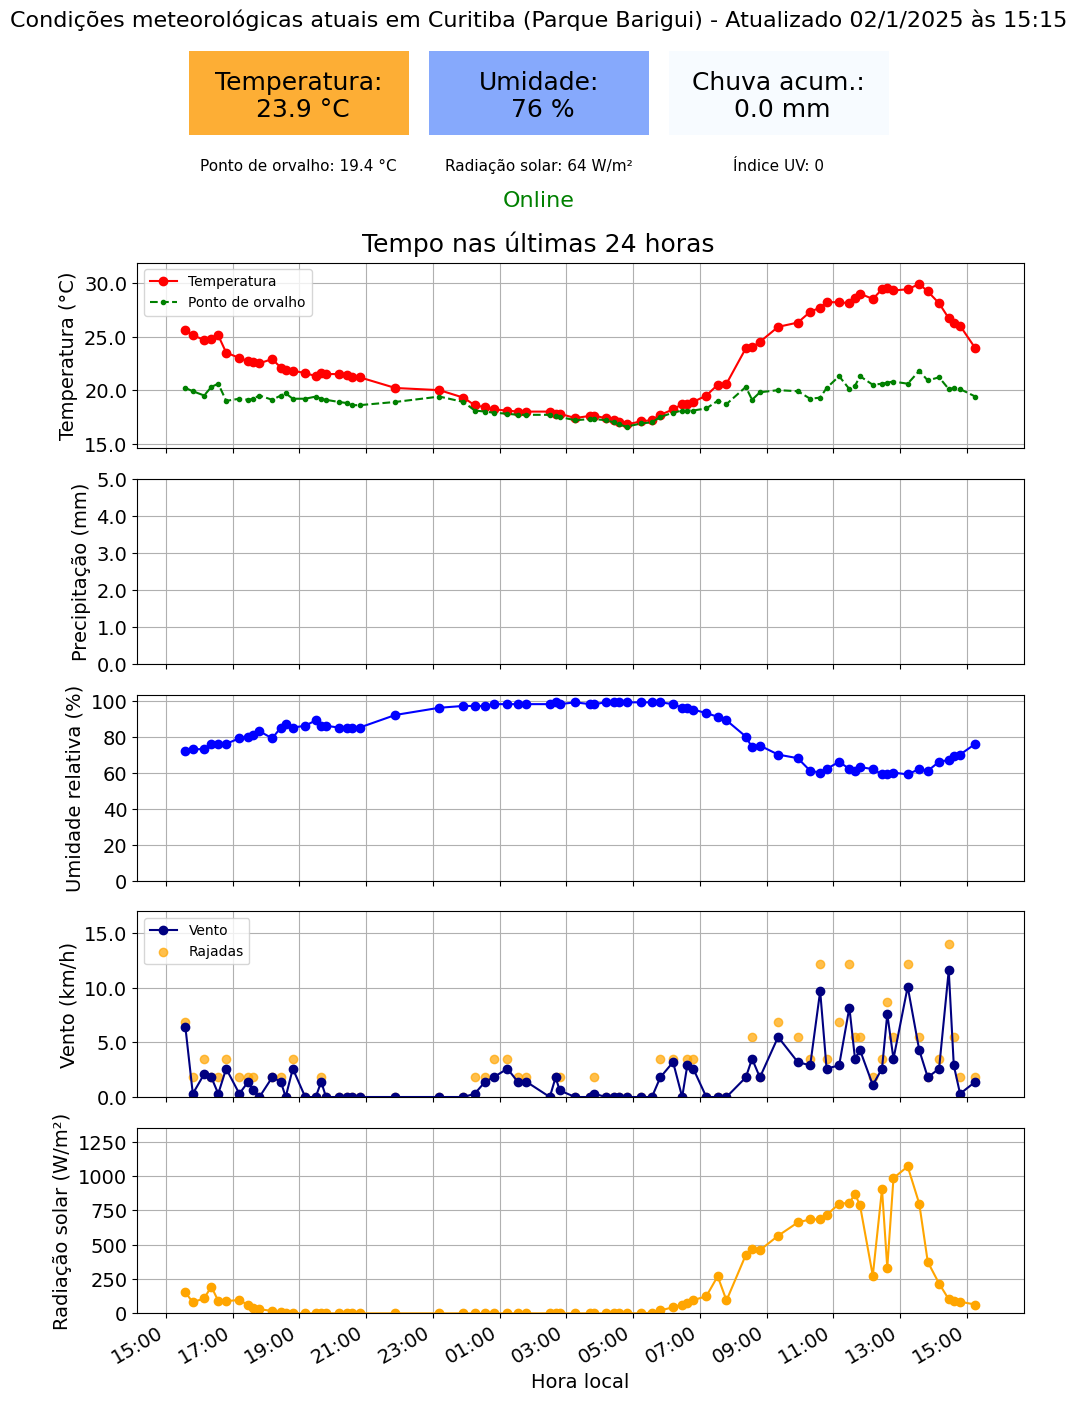 Condições meteorológicas atuais em Curitiba (Parque Barigui) - Atualizado 02/1/2025 às 15:15
Temperatura:
23.9 °C
Umidade:
76 %
Chuva acum.:
0.0 mm
Ponto de orvalho: 19.4 °C
Radiação solar: 64 W/m²
Índice UV: 0
Online
Tempo nas últimas 24 horas
Temperatura (°C)
30.0
25.0
20.0
15.0
Temperatura
Ponto de orvalho
Precipitação (mm)
5.0
4.0
3.0
2.0
1.0
0.0
Umidade relativa (%)
100
80
60
40
20
0
Vento (km/h)
15.0
10.0
5.0
0.0
Vento
Rajadas
Radiação solar (W/m²)
1250
1000
750
500
250
0
15:00
17:00
19:00
21:00
23:00
01:00
03:00
05:00
07:00
09:00
11:00
13:00
15:00
Hora local